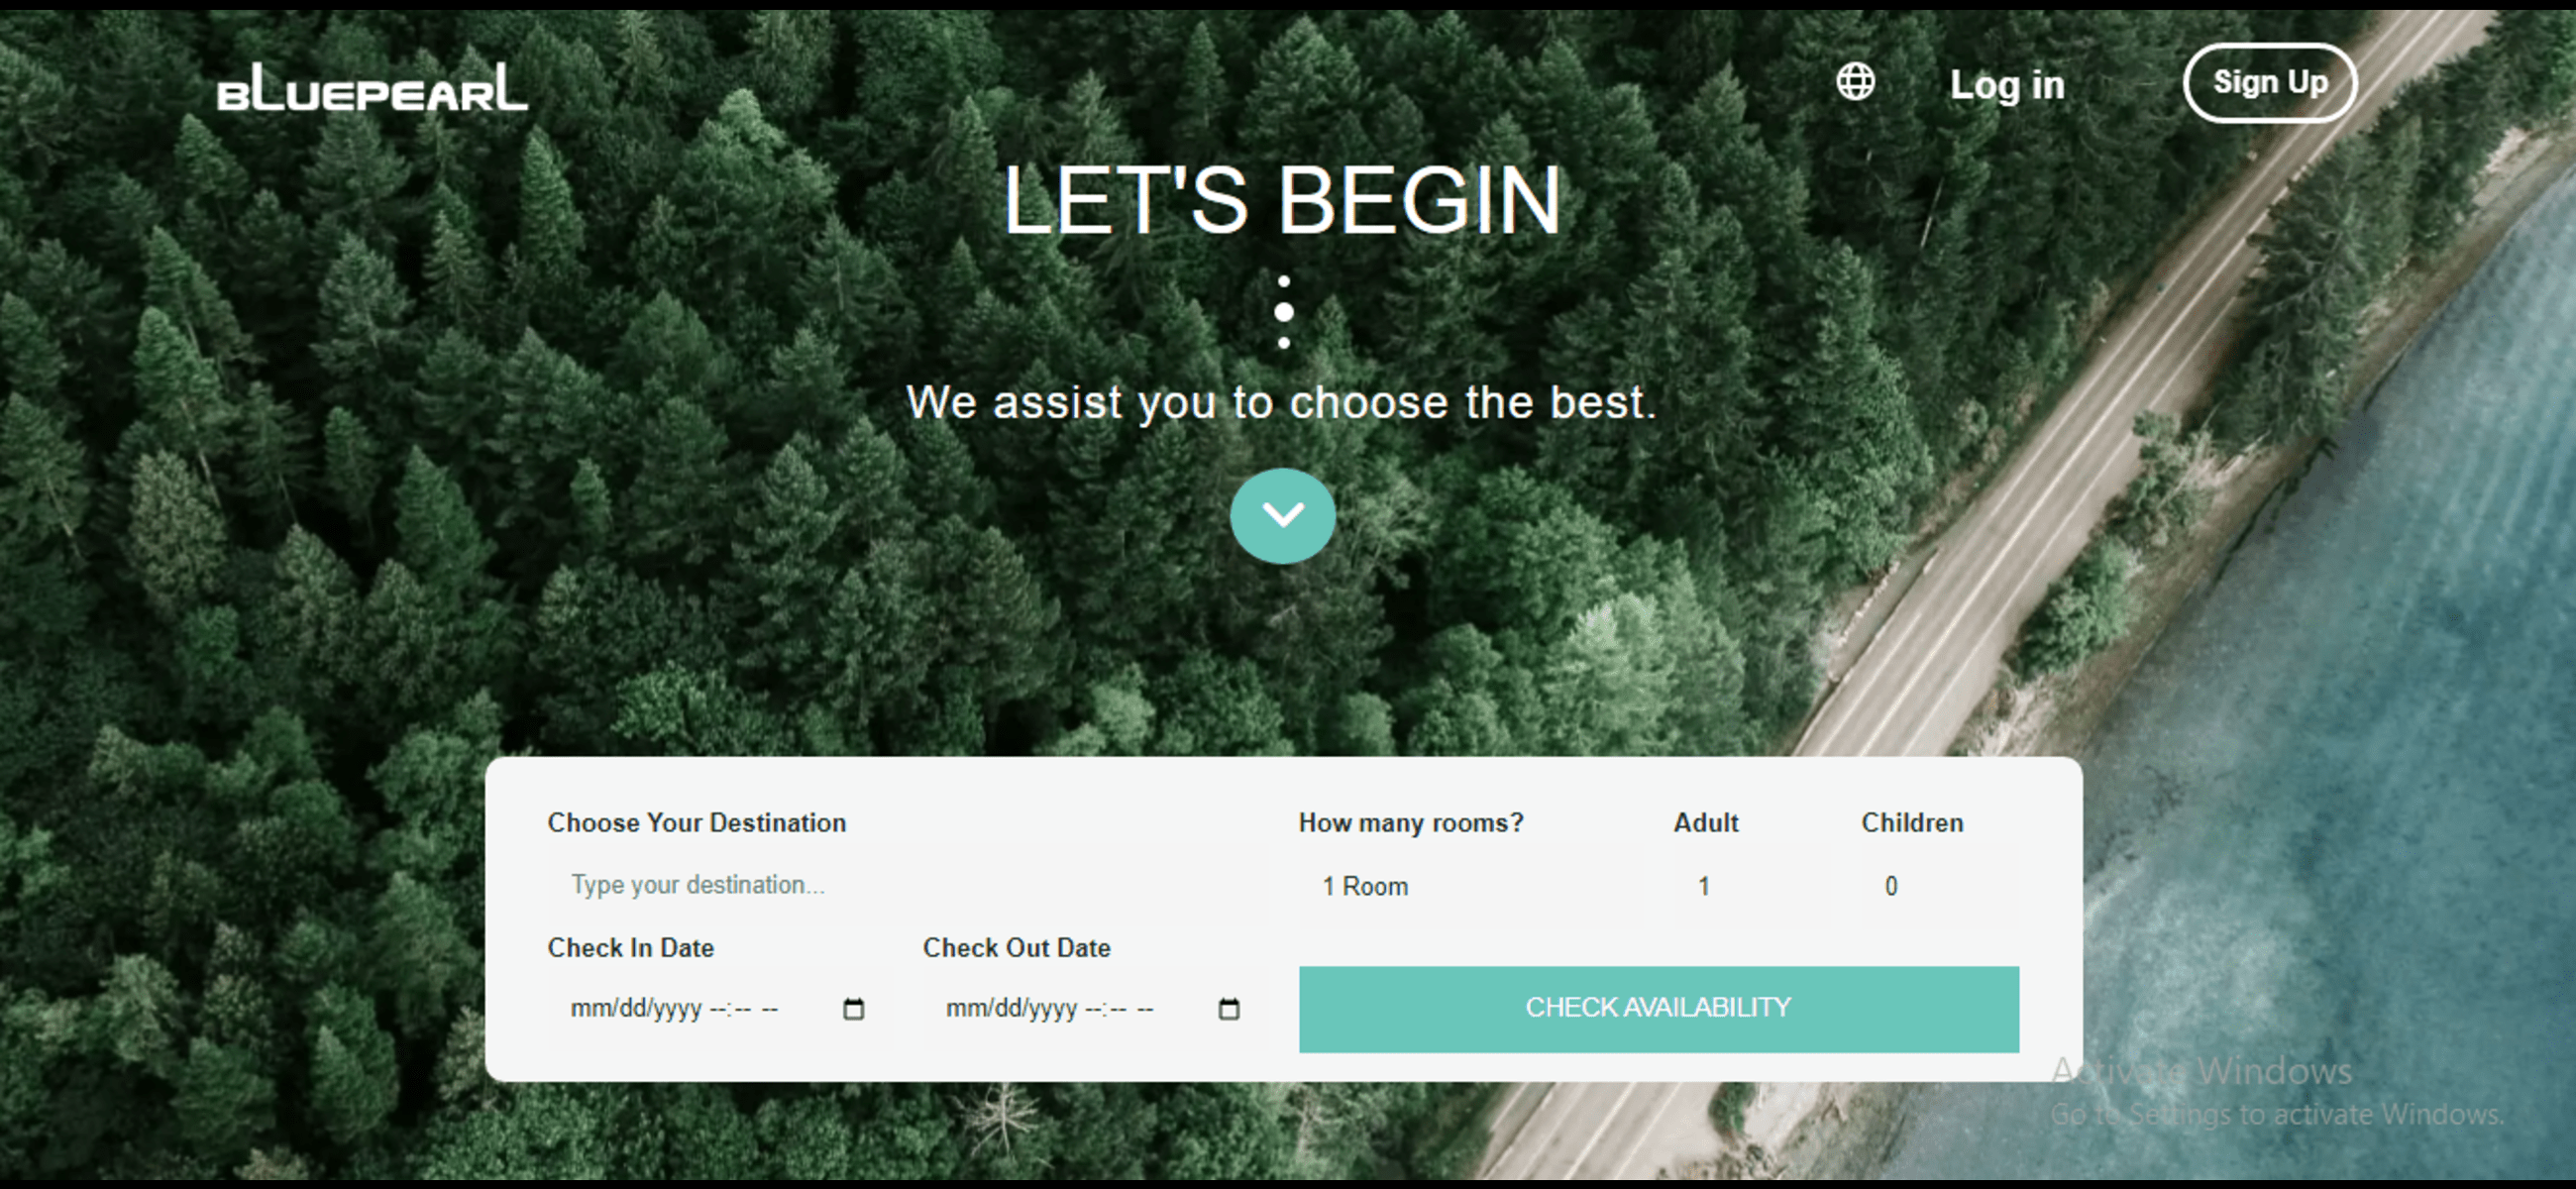 BLUEPEARL
Log in
Sign Up
LET'S BEGIN
We assist you to choose the best.
Choose Your Destination
How many rooms?
Adult
Children
Type your destination...
1 Room
1
0
Check In Date
Check Out Date
mm/dd/yyyy --:-- --
mm/dd/yyyy --:-- --
CHECK AVAILABILITY
Activate Windows
Go to Settings to activate Windows.